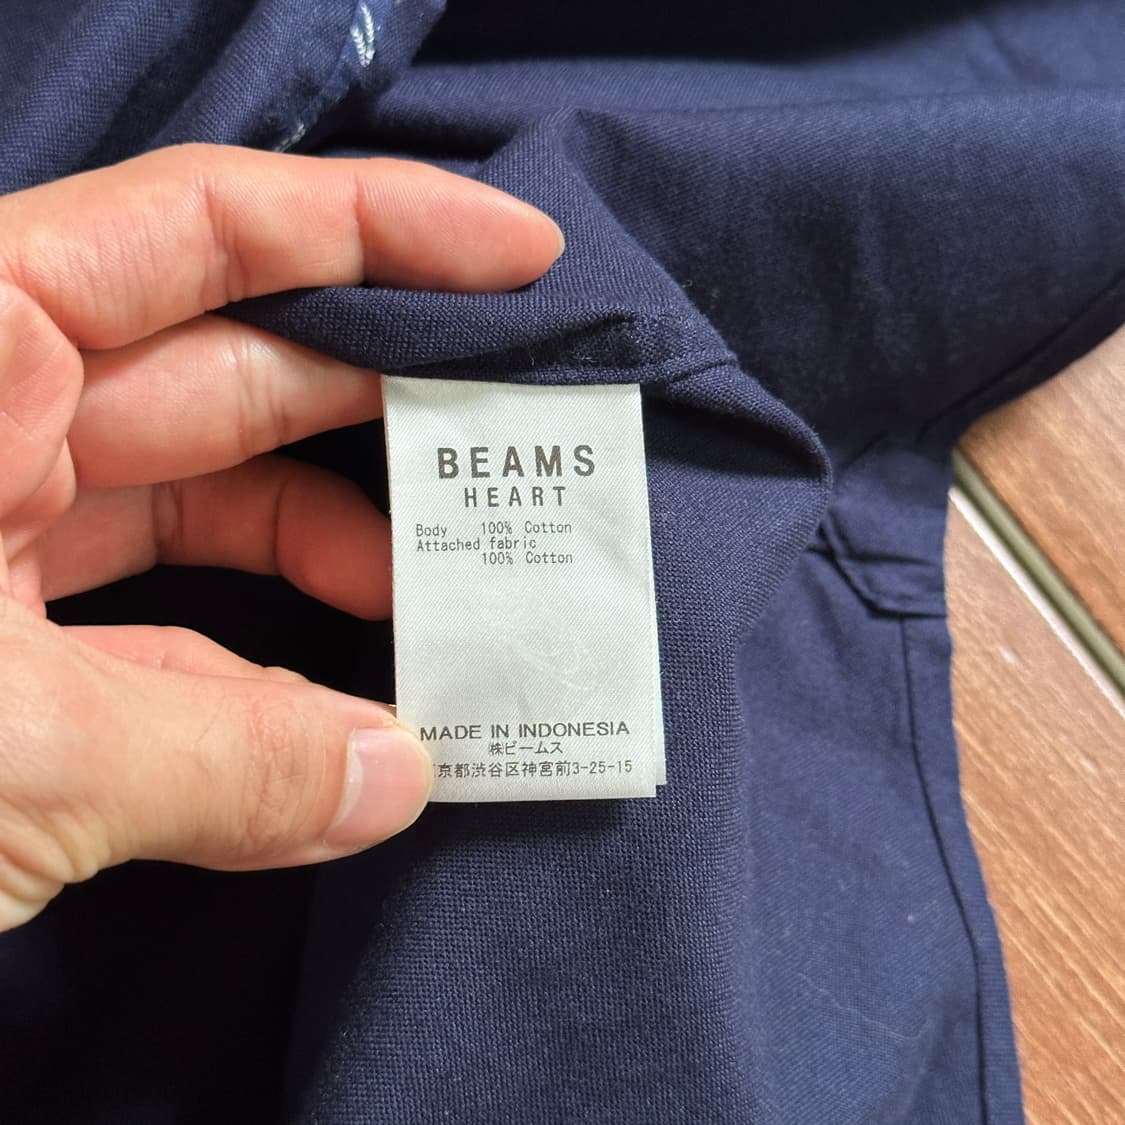 BEAMS
HEART
Body 100% Cotton
Attached fabric
100% Cotton
MADE IN INDONESIA
㈱ビームス
京都渋谷区神宮前3-25-15